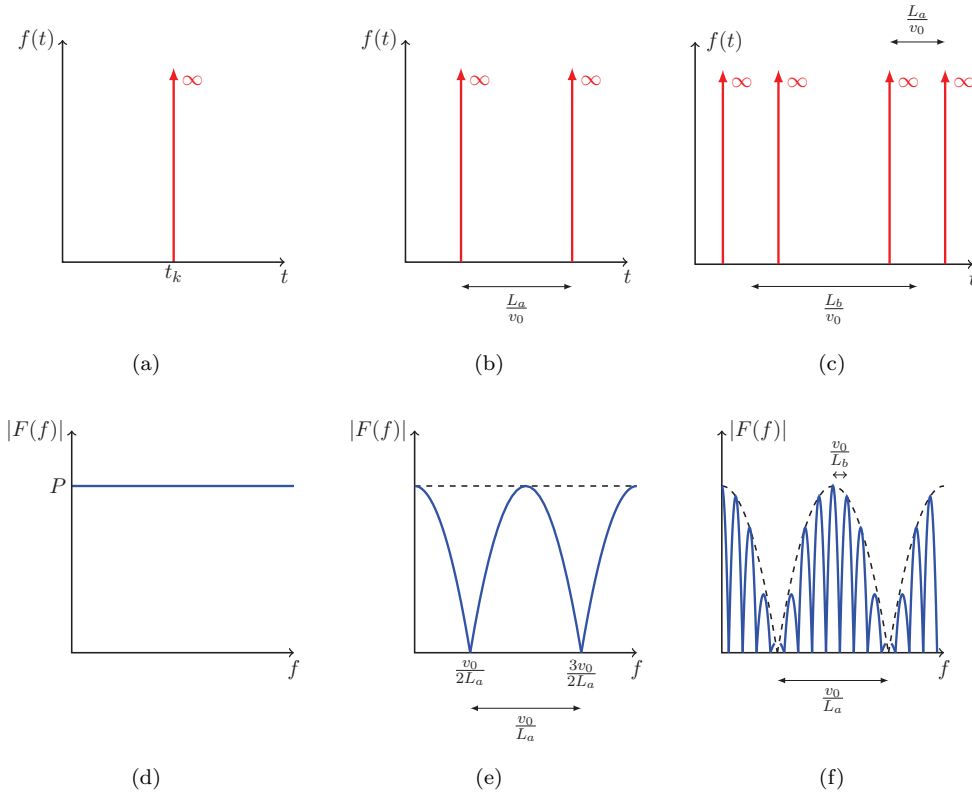 f(t)
∞
t_k
t
(a)
f(t)
∞
∞
t
L_a/v_0
(b)
L_a/v_0
f(t)
∞
∞
∞
∞
t
L_b/v_0
(c)
|F(f)|
P
f
(d)
|F(f)|
v_0/2L_a
3v_0/2L_a
f
v_0/L_a
(e)
|F(f)|
v_0/L_b
f
v_0/L_a
(f)